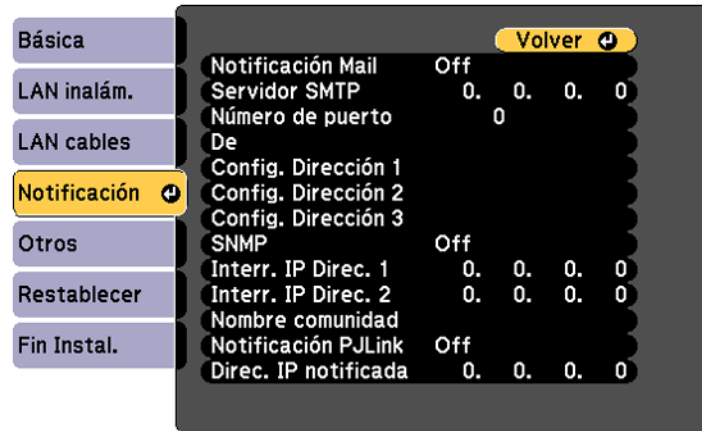 Básica
LAN inalám.
LAN cables
Notificación
Otros
Restablecer
Fin Instal.
Volver
Notificación Mail Off
Servidor SMTP 0. 0. 0. 0
Número de puerto 0
De
Config. Dirección 1
Config. Dirección 2
Config. Dirección 3
SNMP Off
Interr. IP Direc. 1 0. 0. 0. 0
Interr. IP Direc. 2 0. 0. 0. 0
Nombre comunidad
Notificación PJLink Off
Direc. IP notificada 0. 0. 0. 0